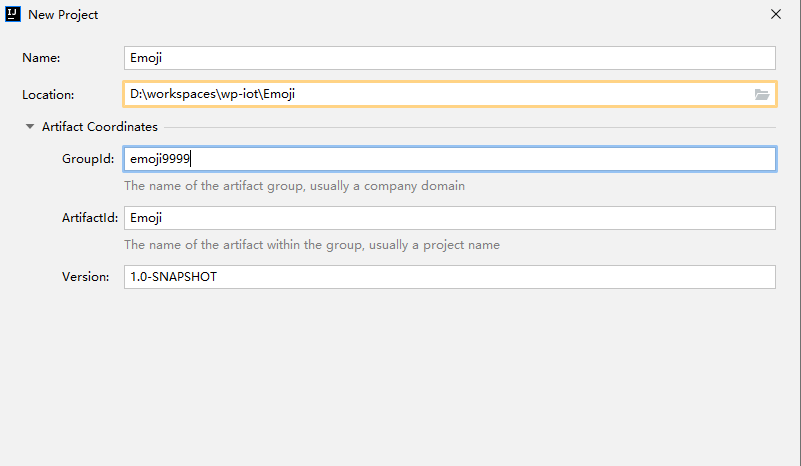 IJ New Project
Name: Emoji
Location: D:\workspaces\wp-iot\Emoji
Artifact Coordinates
GroupId: emoji9999
The name of the artifact group, usually a company domain
ArtifactId: Emoji
The name of the artifact within the group, usually a project name
Version: 1.0-SNAPSHOT